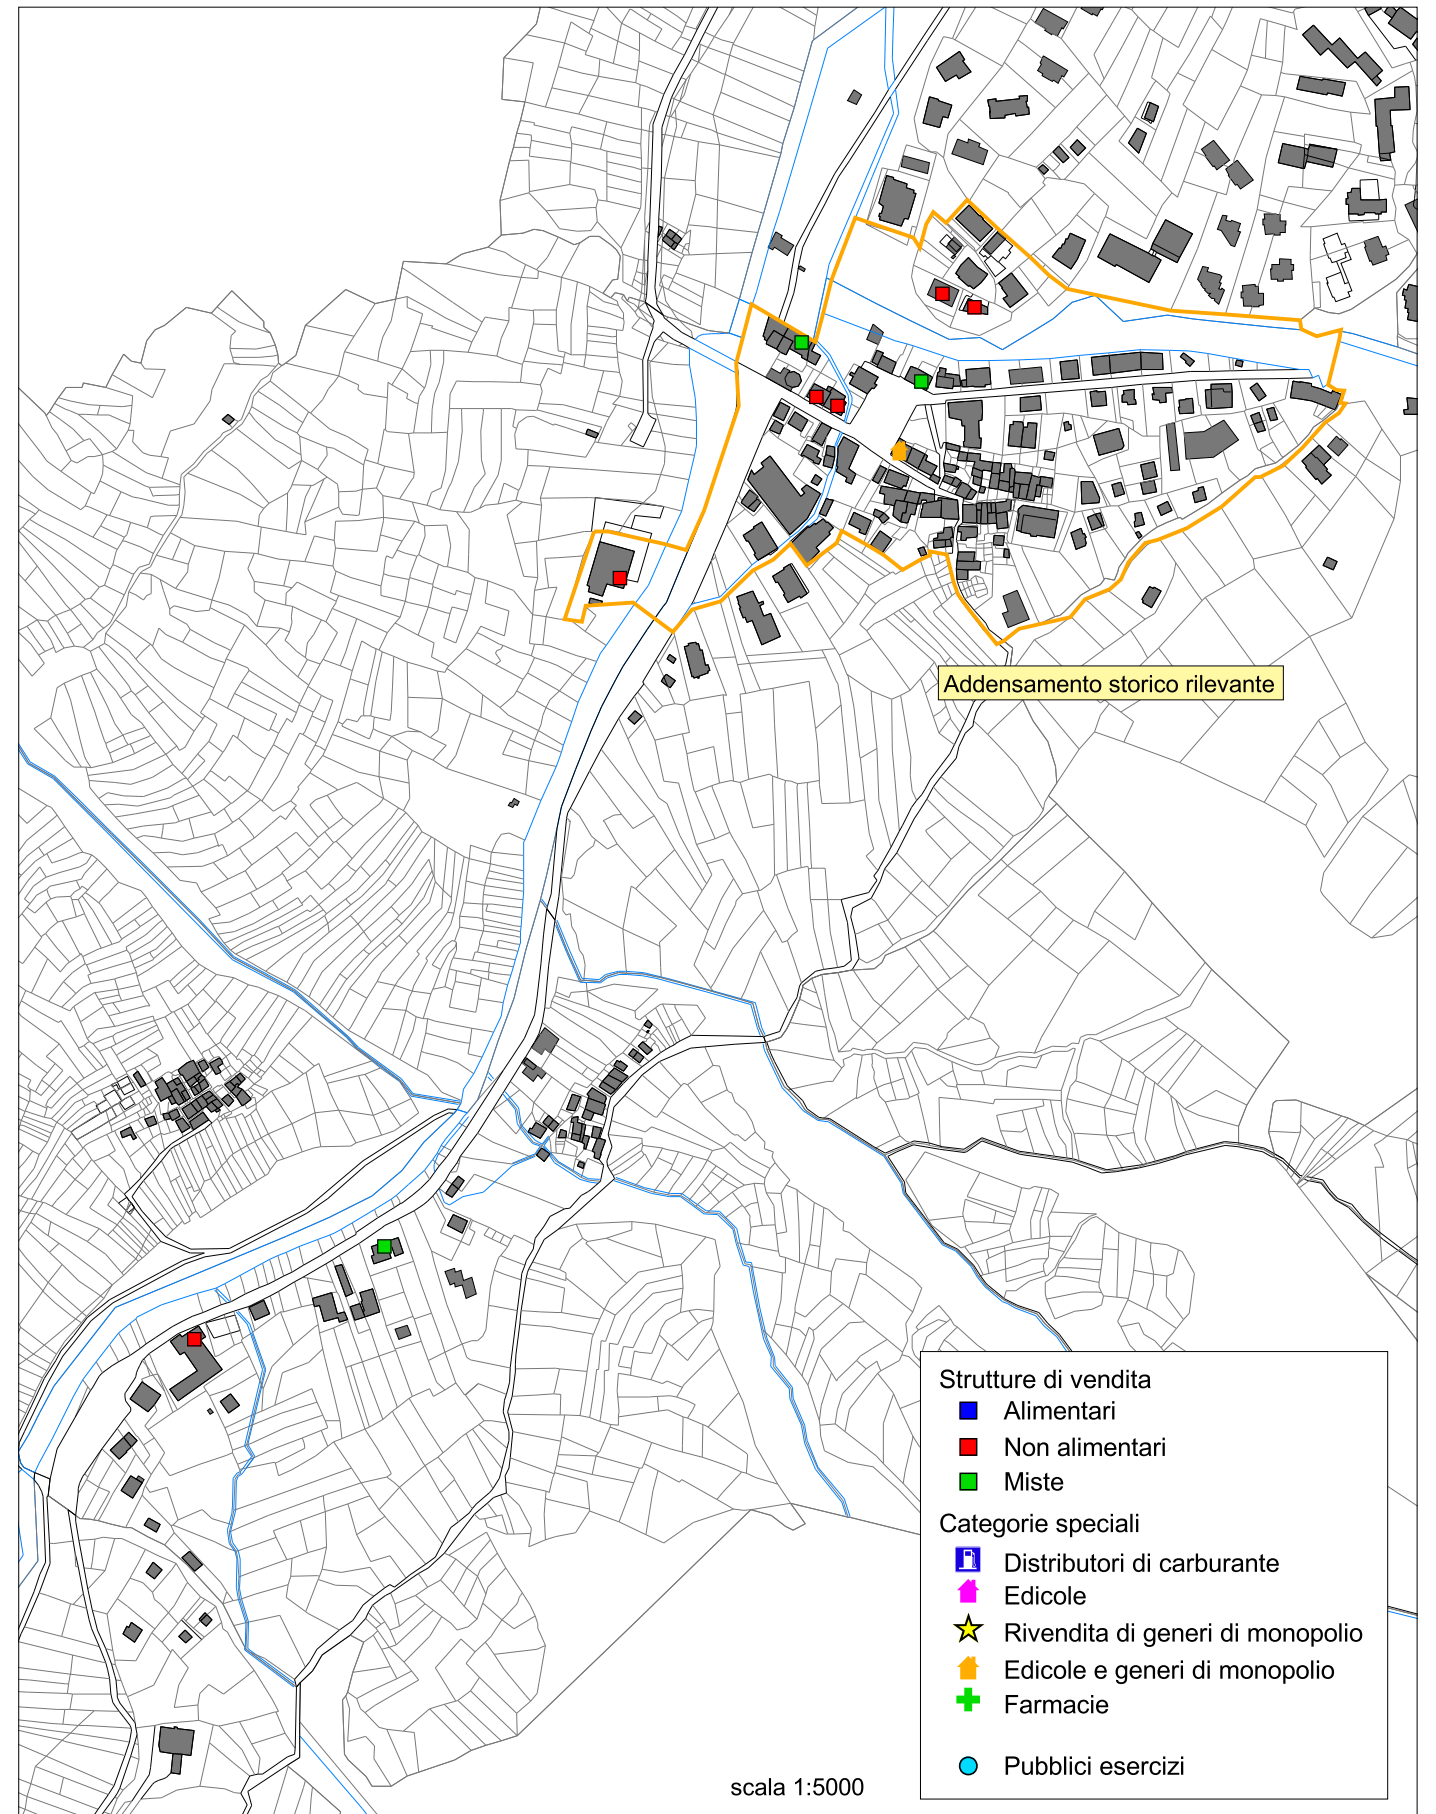 Addensamento storico rilevante
Strutture di vendita
Alimentari
Non alimentari
Miste
Categorie speciali
Distributori di carburante
Edicole
Rivendita di generi di monopolio
Edicole e generi di monopolio
Farmacie
Pubblici esercizi
scala 1:5000